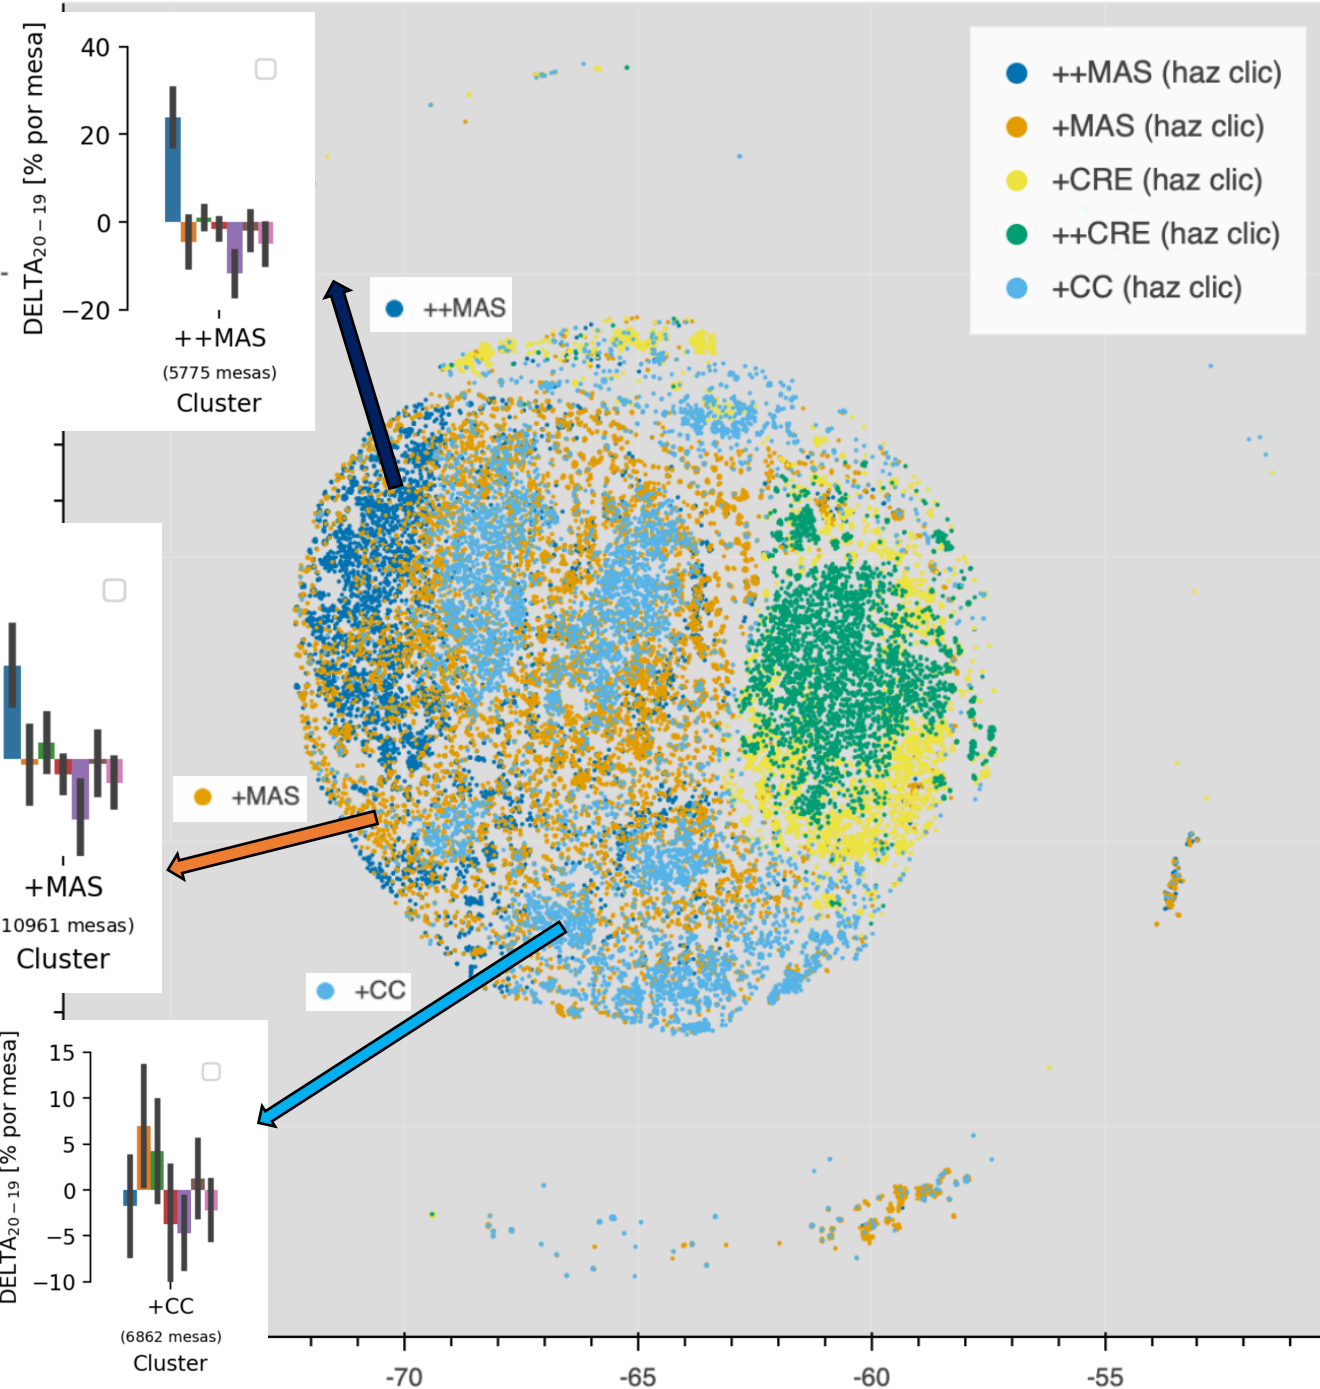 DELTA20−19 [% por mesa]
40
20
0
−20
++MAS
(5775 mesas)
Cluster
++MAS (haz clic)
+MAS (haz clic)
+CRE (haz clic)
++CRE (haz clic)
+CC (haz clic)
++MAS
+MAS
+MAS
10961 mesas)
Cluster
+CC
DELTA20−19 [% por mesa]
15
10
5
0
−5
−10
+CC
(6862 mesas)
Cluster
-70
-65
-60
-55